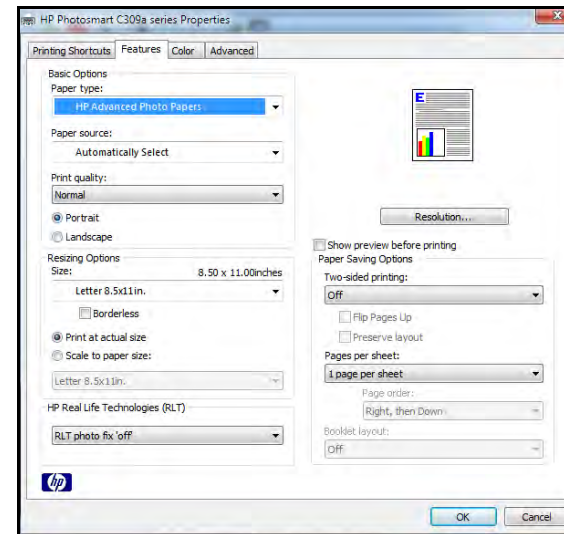 HP Photosmart C309a series Properties
Printing Shortcuts Features Color Advanced
Basic Options
Paper type:
HP Advanced Photo Papers
Paper source:
Automatically Select
Print quality:
Normal
Portrait
Landscape
Resizing Options
Size: 8.50 x 11.00inches
Letter 8.5x11in.
Borderless
Print at actual size
Scale to paper size:
Letter 8.5x11in.
HP Real Life Technologies (RLT)
RLT photo fix 'off'
hp
E
Resolution...
Show preview before printing
Paper Saving Options
Two-sided printing:
Off
Flip Pages Up
Preserve layout
Pages per sheet:
1 page per sheet
Page order:
Right, then Down
Booklet layout:
Off
OK Cancel